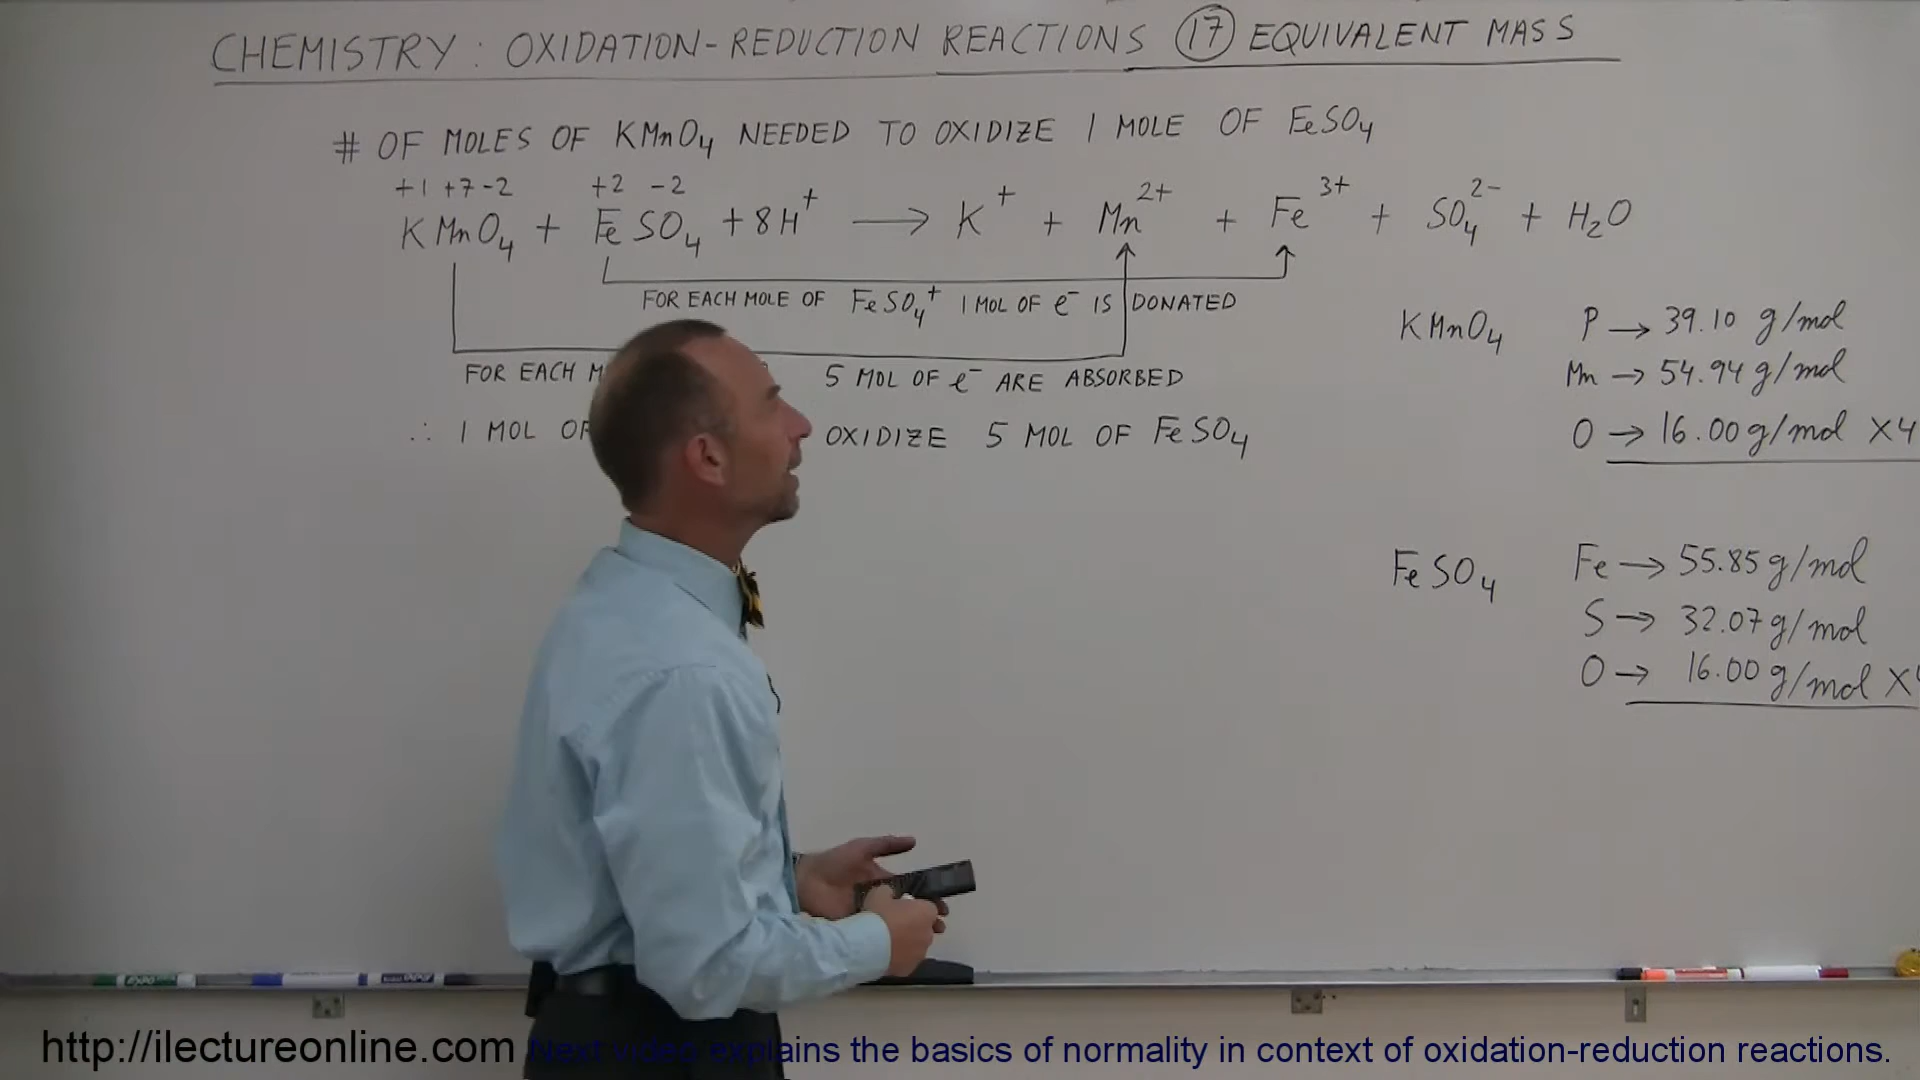 CHEMISTRY: OXIDATION-REDUCTION REACTIONS 17 EQUIVALENT MASS
# OF MOLES OF KMnO4 NEEDED TO OXIDIZE 1 MOLE OF FeSO4
+1 +7 -2 +2 -2
KMnO4 + FeSO4 + 8H⁺ → K⁺ + Mn²⁺ + Fe³⁺ + SO4²⁻ + H2O
FOR EACH MOLE OF FeSO4⁺ 1 MOL OF e⁻ IS DONATED
FOR EACH 5 MOL OF e⁻ ARE ABSORBED
∴ 1 MOL OF OXIDIZE 5 MOL OF FeSO4
KMnO4 P → 39.10 g/mol
Mn → 54.94 g/mol
O → 16.00 g/mol X4
FeSO4 Fe → 55.85 g/mol
S → 32.07 g/mol
O → 16.00 g/mol X
EXPO
http://ilectureonline.com Next video explains the basics of normality in context of oxidation-reduction reactions.